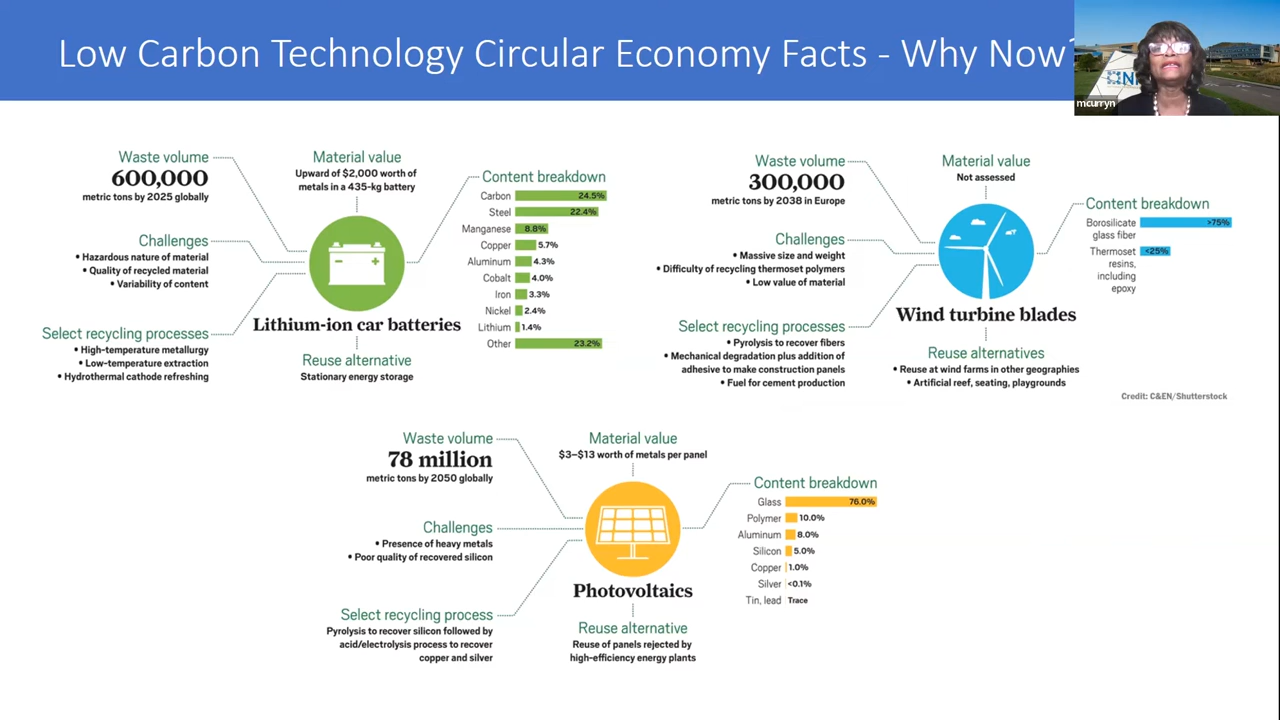 Low Carbon Technology Circular Economy Facts - Why Now
mcurryn
Waste volume
600,000
metric tons by 2025 globally
Material value
Upward of $2,000 worth of
metals in a 435-kg battery
Challenges
• Hazardous nature of material
• Quality of recycled material
• Variability of content
Select recycling processes
• High-temperature metallurgy
• Low-temperature extraction
• Hydrothermal cathode refreshing
Lithium-ion car batteries
Reuse alternative
Stationary energy storage
Content breakdown
Carbon 24.5%
Steel 22.4%
Manganese 8.8%
Copper 5.7%
Aluminum 4.3%
Cobalt 4.0%
Iron 3.3%
Nickel 2.4%
Lithium 1.4%
Other 23.2%
Waste volume
300,000
metric tons by 2038 in Europe
Material value
Not assessed
Challenges
• Massive size and weight
• Difficulty of recycling thermoset polymers
• Low value of material
Select recycling processes
• Pyrolysis to recover fibers
• Mechanical degradation plus addition of
adhesive to make construction panels
• Fuel for cement production
Wind turbine blades
Reuse alternatives
• Reuse at wind farms in other geographies
• Artificial reef, seating, playgrounds
Content breakdown
Borosilicate >75%
glass fiber
Thermoset <25%
resins,
including
epoxy
Credit: C&EN/Shutterstock
Waste volume
78 million
metric tons by 2050 globally
Material value
$3–$13 worth of metals per panel
Challenges
• Presence of heavy metals
• Poor quality of recovered silicon
Select recycling process
Pyrolysis to recover silicon followed by
acid/electrolysis process to recover
copper and silver
Photovoltaics
Reuse alternative
Reuse of panels rejected by
high-efficiency energy plants
Content breakdown
Glass 76.0%
Polymer 10.0%
Aluminum 8.0%
Silicon 5.0%
Copper 1.0%
Silver <0.1%
Tin, lead Trace